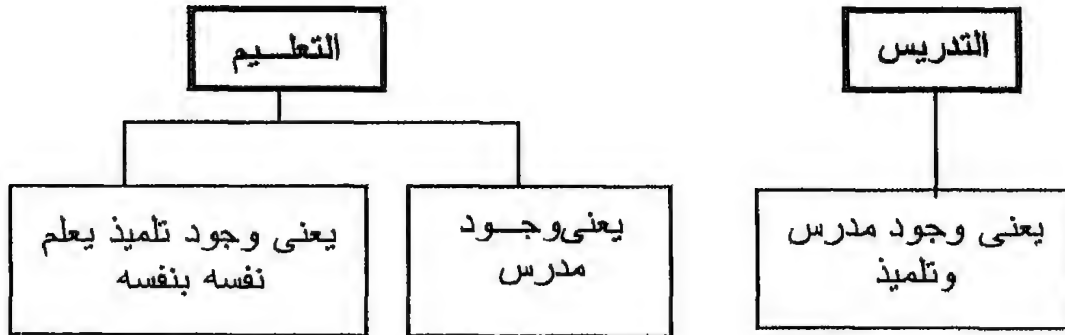 التدريس
التعليم
يعنى وجود مدرس
وتلميذ
يعنى وجود
مدرس
يعنى وجود تلميذ يعلم
نفسه بنفسه